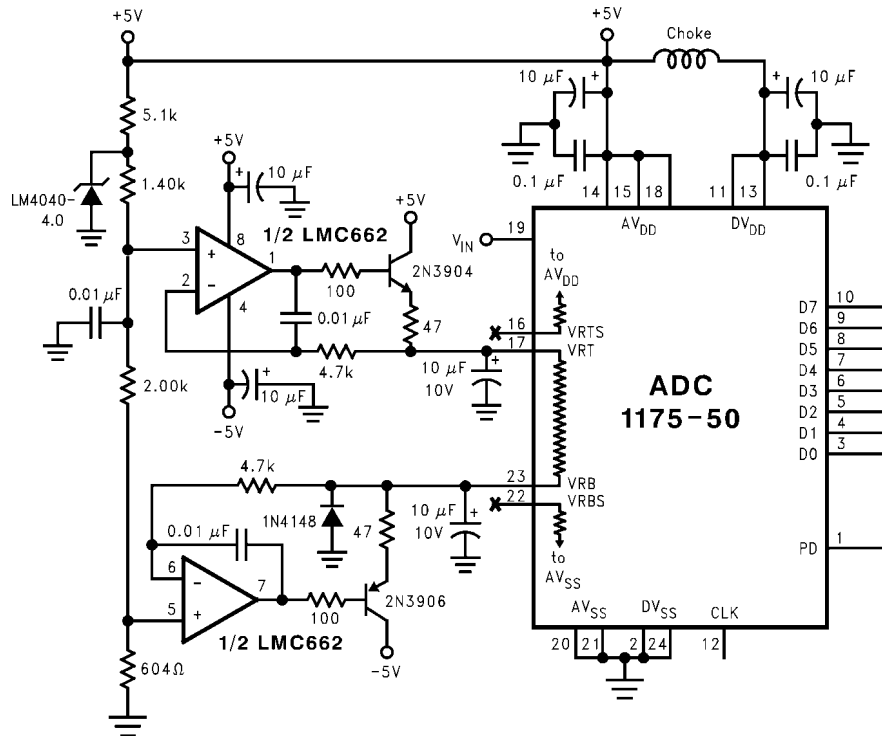 +5V
+5V
Choke
10 µF
+
+
10 µF
5.1k
+5V
0.1 µF
0.1 µF
LM4040-
4.0
1.40k
+
10 µF
+5V
14
15
18
11
13
AVDD
DVDD
1/2 LMC662
VIN
19
3
+
8
1
2
-
4
100
2N3904
to
AVDD
0.01 µF
0.01 µF
47
16
VRTS
17
VRT
4.7k
10 µF
10V
+
+
10 µF
-5V
2.00k
ADC
1175-50
D7
10
D6
9
D5
8
D4
7
D3
6
D2
5
D1
4
D0
3
4.7k
23
VRB
22
VRBS
1N4148
47
10 µF
10V
+
0.01 µF
to
AVSS
PD
1
6
-
7
5
+
100
2N3906
1/2 LMC662
-5V
604Ω
AVSS
DVSS
CLK
20
21
2
24
12